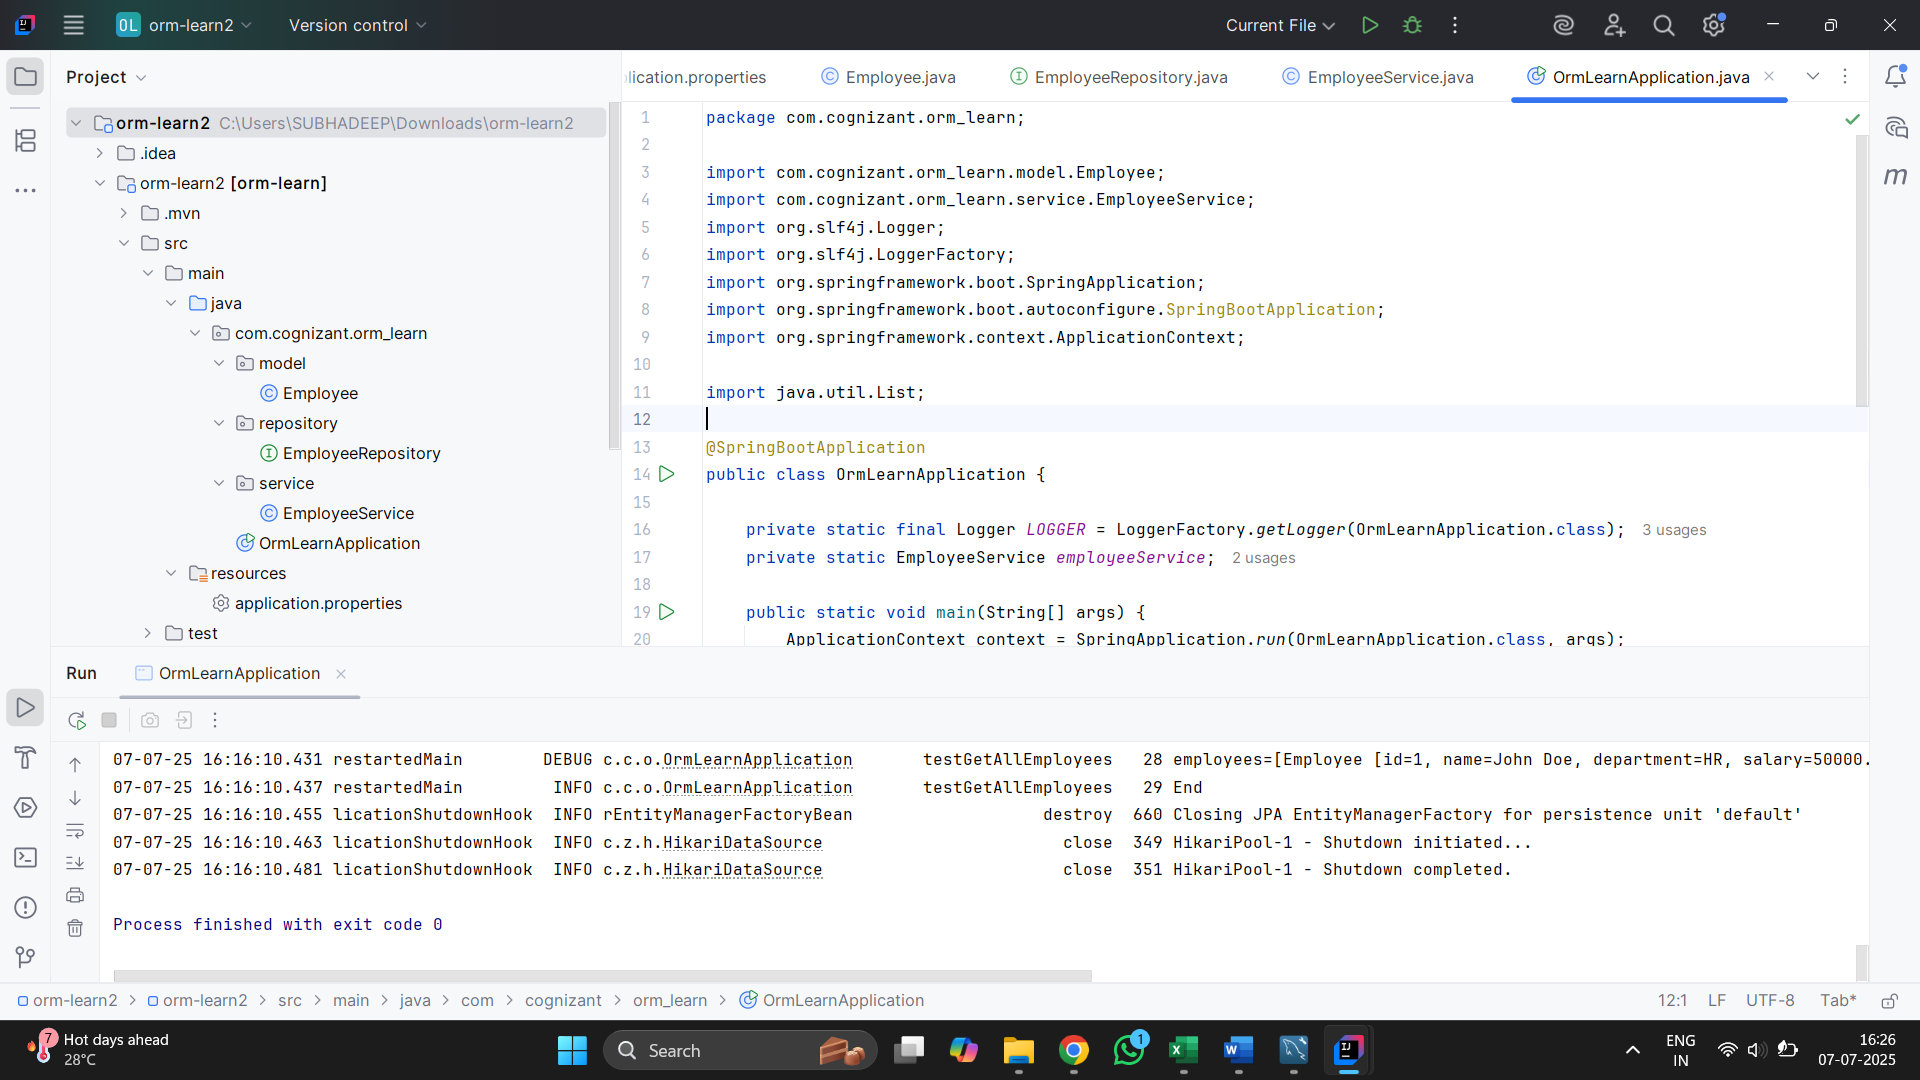 OL orm-learn2 Version control Current File
Project
orm-learn2 C:\Users\SUBHADEEP\Downloads\orm-learn2
.idea
orm-learn2 [orm-learn]
.mvn
src
main
java
com.cognizant.orm_learn
model
Employee
repository
EmployeeRepository
service
EmployeeService
OrmLearnApplication
resources
application.properties
test
lication.properties Employee.java EmployeeRepository.java EmployeeService.java OrmLearnApplication.java
1 package com.cognizant.orm_learn;
2
3 import com.cognizant.orm_learn.model.Employee;
4 import com.cognizant.orm_learn.service.EmployeeService;
5 import org.slf4j.Logger;
6 import org.slf4j.LoggerFactory;
7 import org.springframework.boot.SpringApplication;
8 import org.springframework.boot.autoconfigure.SpringBootApplication;
9 import org.springframework.context.ApplicationContext;
10
11 import java.util.List;
12
13 @SpringBootApplication
14 public class OrmLearnApplication {
15
16 private static final Logger LOGGER = LoggerFactory.getLogger(OrmLearnApplication.class); 3 usages
17 private static EmployeeService employeeService; 2 usages
18
19 public static void main(String[] args) {
20 ApplicationContext context = SpringApplication.run(OrmLearnApplication.class, args);
m
Run OrmLearnApplication
07-07-25 16:16:10.431 restartedMain DEBUG c.c.o.OrmLearnApplication testGetAllEmployees 28 employees=[Employee [id=1, name=John Doe, department=HR, salary=50000.
07-07-25 16:16:10.437 restartedMain INFO c.c.o.OrmLearnApplication testGetAllEmployees 29 End
07-07-25 16:16:10.455 licationShutdownHook INFO rEntityManagerFactoryBean destroy 660 Closing JPA EntityManagerFactory for persistence unit 'default'
07-07-25 16:16:10.463 licationShutdownHook INFO c.z.h.HikariDataSource close 349 HikariPool-1 - Shutdown initiated...
07-07-25 16:16:10.481 licationShutdownHook INFO c.z.h.HikariDataSource close 351 HikariPool-1 - Shutdown completed.
Process finished with exit code 0
orm-learn2 > orm-learn2 > src > main > java > com > cognizant > orm_learn > OrmLearnApplication 12:1 LF UTF-8 Tab*
7 Hot days ahead
28°C
Search
1
ENG
IN
16:26
07-07-2025